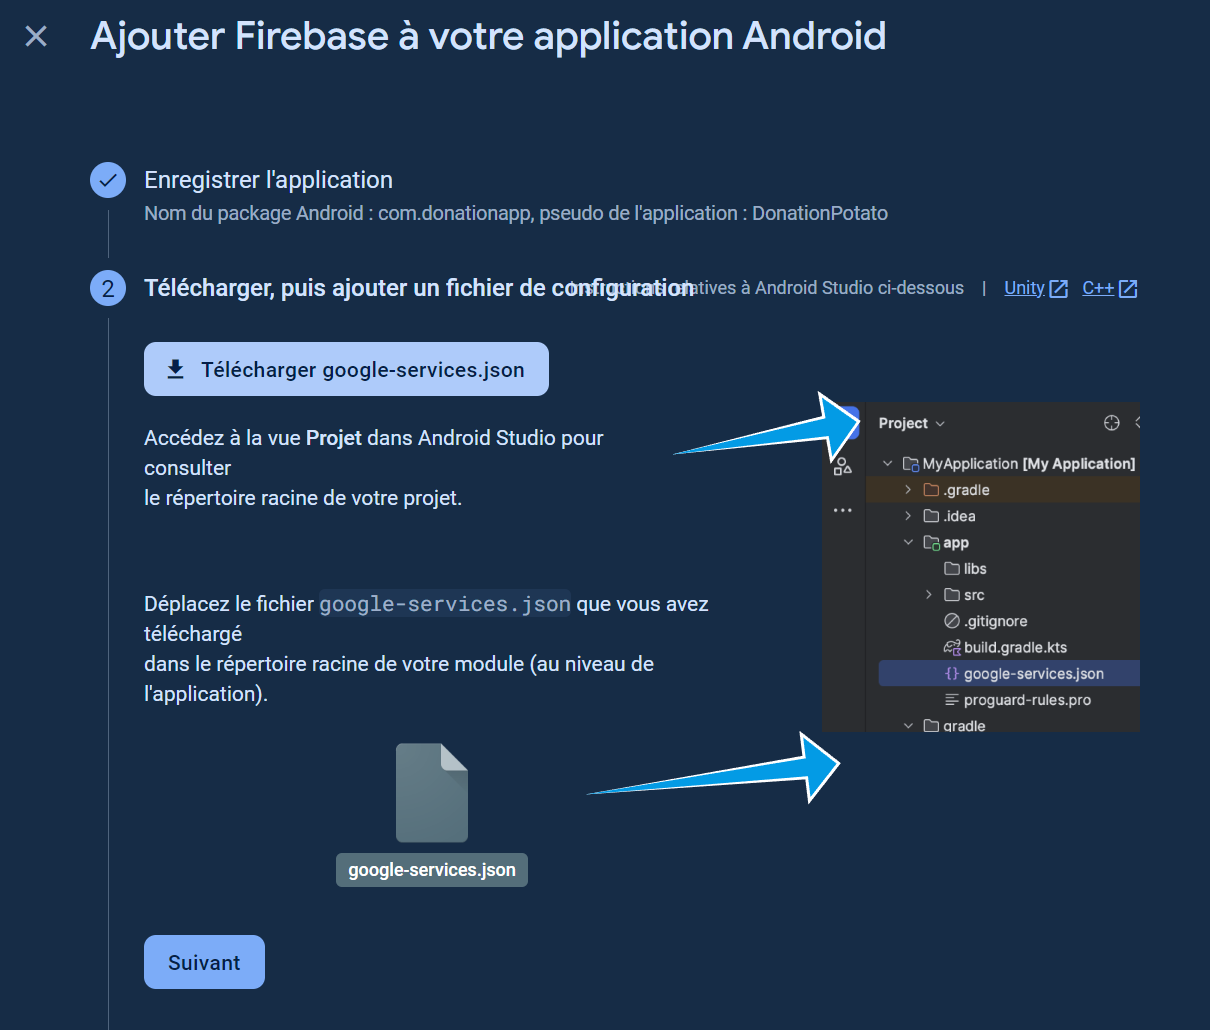 Ajouter Firebase à votre application Android
Enregistrer l'application
Nom du package Android : com.donationapp, pseudo de l'application : DonationPotato
2
Télécharger, puis ajouter un fichier de configuration
Instructions relatives à Android Studio ci-dessous | Unity C++
Télécharger google-services.json
Accédez à la vue Projet dans Android Studio pour
consulter
le répertoire racine de votre projet.
Project
MyApplication [My Application]
.gradle
.idea
app
libs
src
.gitignore
build.gradle.kts
google-services.json
proguard-rules.pro
gradle
Déplacez le fichier google-services.json que vous avez
téléchargé
dans le répertoire racine de votre module (au niveau de
l'application).
google-services.json
Suivant